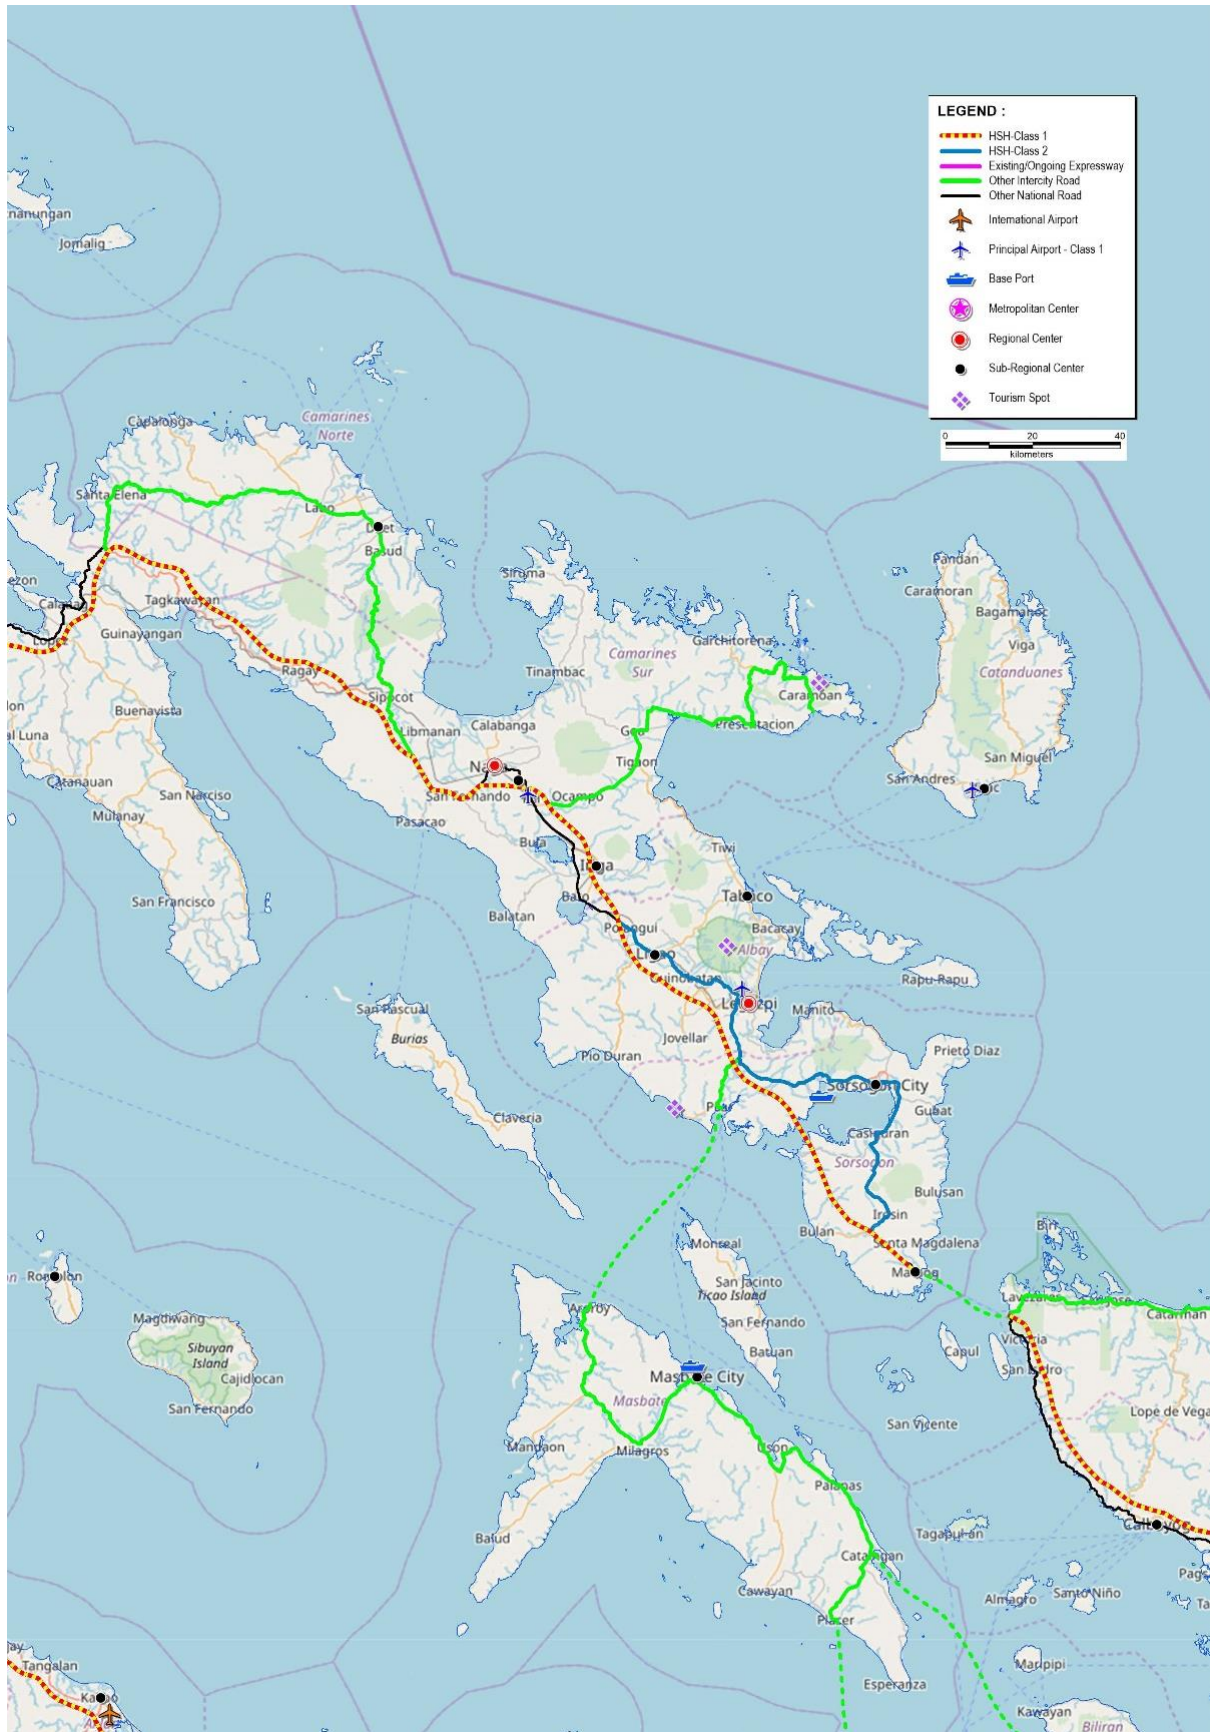 LEGEND :
HSH-Class 1
HSH-Class 2
Existing/Ongoing Expressway
Other Intercity Road
Other National Road
International Airport
Principal Airport - Class 1
Base Port
Metropolitan Center
Regional Center
Sub-Regional Center
Tourism Spot
0 20 40
kilometers
Jomalig
Capalonga
Camarines
Norte
Santa Elena
Labo
Basud
Siruma
Pandan
Caramoran
Bagamanoc
Viga
Catanduanes
Tagkawayan
Guinayangan
Garchitorena
Camarines
Sur
Tinambac
Caramoan
Ragay
Sipocot
Buenavista
Presentacion
Calabanga
Libmanan
Goa
al Luna
San Miguel
Tigaon
San Andres
Catanauan
San Narciso
San Fernando
Ocampo
Mulanay
Pasacao
Bula
Tiwi
Iriga
San Francisco
Tabaco
Balatan
Polangui
Bacacay
Albay
Guinobatan
Rapu-Rapu
San Pascual
Manito
Burias
Jovellar
Prieto Diaz
Pio Duran
Sorsogon City
Claveria
Gubat
Casiguran
Sorsogon
Bulusan
Irosin
Bulan
Santa Magdalena
Monreal
San Jacinto
Ticao Island
San Fernando
Batuan
Romblon
Magdiwang
Sibuyan
Island
Cajidiocan
San Fernando
Aroroy
Catarman
Victoria
Capul
Masbate City
Masbate
Lope de Vega
San Vicente
Mandaon
Milagros
Uson
Palanas
Balud
Calbayog
Tagapul-an
Cataingan
Cawayan
Almagro
Santo Niño
Placer
Maripipi
Tangalan
Esperanza
Kawayan
Biliran